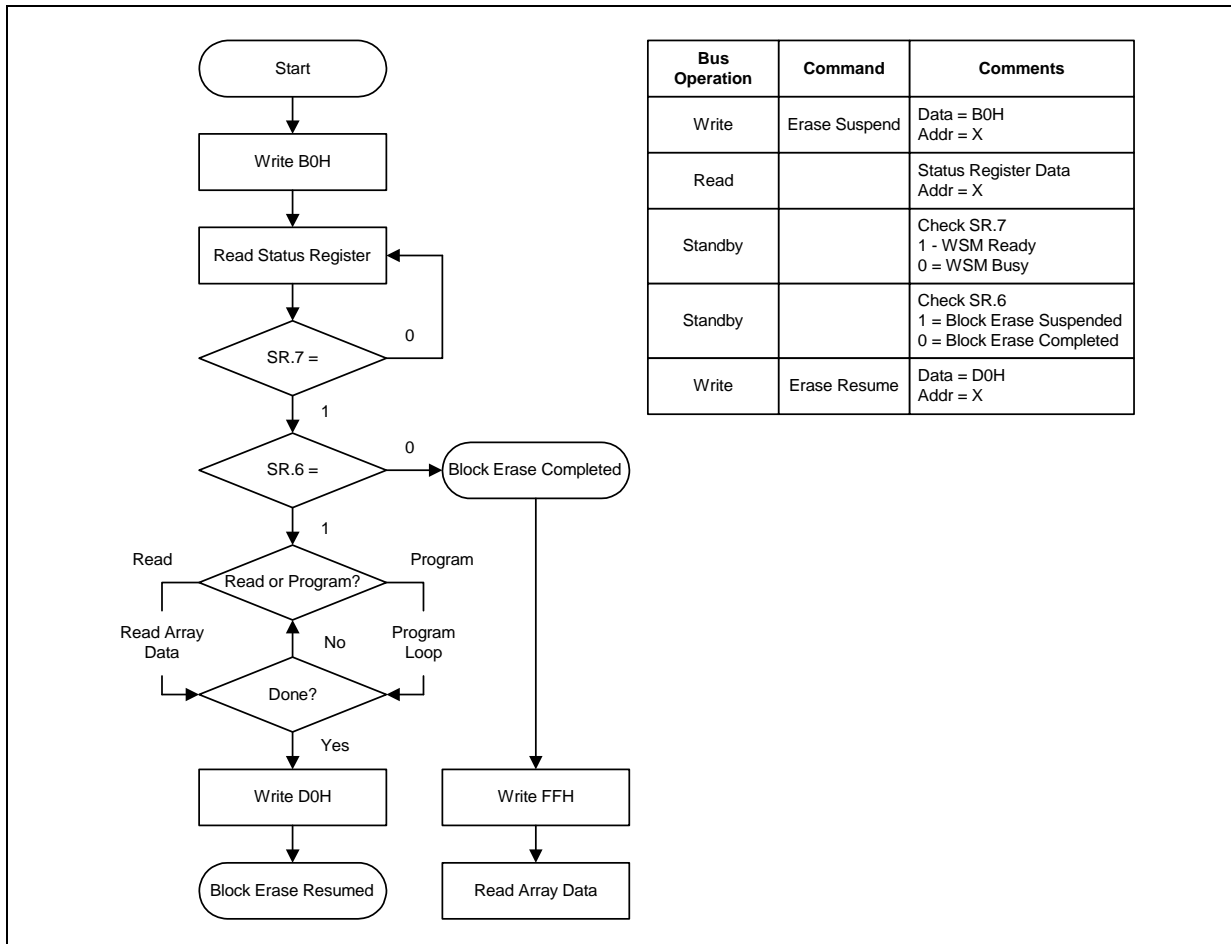 Start
Write B0H
Read Status Register
0
SR.7 =
1
0
SR.6 =
Block Erase Completed
1
Read
Program
Read or Program?
Read Array
Data
No
Program
Loop
Done?
Yes
Write D0H
Write FFH
Block Erase Resumed
Read Array Data
Bus
Operation
Command
Comments
Write
Erase Suspend
Data = B0H
Addr = X
Read
Status Register Data
Addr = X
Standby
Check SR.7
1 - WSM Ready
0 = WSM Busy
Standby
Check SR.6
1 = Block Erase Suspended
0 = Block Erase Completed
Write
Erase Resume
Data = D0H
Addr = X